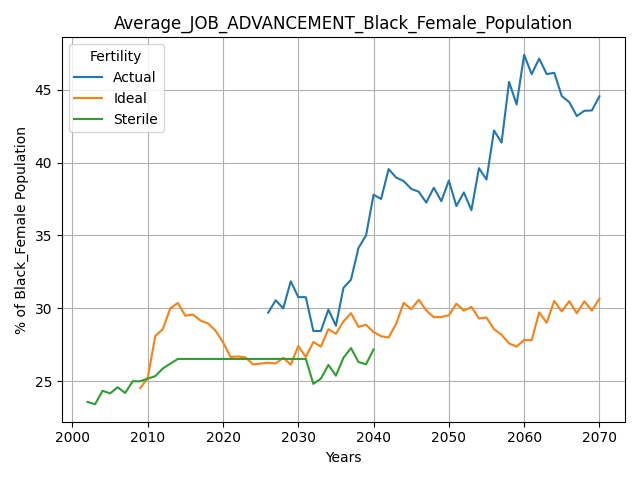 Average_JOB_ADVANCEMENT_Black_Female_Population
Fertility
Actual
Ideal
Sterile
% of Black_Female Population
45
40
35
30
25
2000 2010 2020 2030 2040 2050 2060 2070
Years